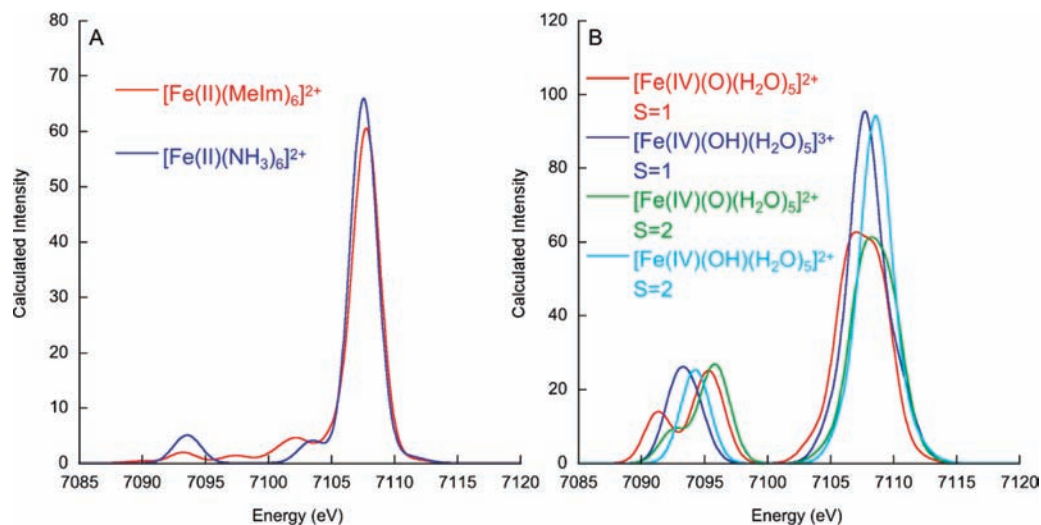 A
80
70
60
50
40
30
20
10
0
Calculated Intensity
[Fe(II)(MeIm)₆]²⁺
[Fe(II)(NH₃)₆]²⁺
7085 7090 7095 7100 7105 7110 7115 7120
Energy (eV)
B
120
100
80
60
40
20
0
Calculated Intensity
[Fe(IV)(O)(H₂O)₅]²⁺
S=1
[Fe(IV)(OH)(H₂O)₅]³⁺
S=1
[Fe(IV)(O)(H₂O)₅]²⁺
S=2
[Fe(IV)(OH)(H₂O)₅]²⁺
S=2
7085 7090 7095 7100 7105 7110 7115 7120
Energy (eV)